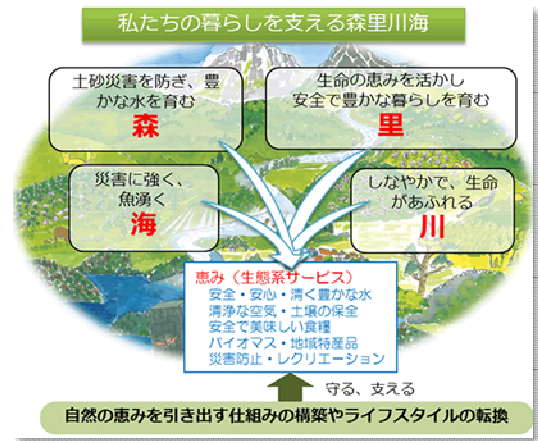 私たちの暮らしを支える森里川海
土砂災害を防ぎ、豊
かな水を育む
森
生命の恵みを活かし
安全で豊かな暮らしを育む
里
災害に強く、
魚湧く
海
しなやかで、生命
があふれる
川
恵み(生態系サービス)
安全・安心・清く豊かな水
清浄な空気・土壌の保全
安全で美味しい食糧
バイオマス・地域特産品
災害防止・レクリエーション
守る、支える
自然の恵みを引き出す仕組みの構築やライフスタイルの転換